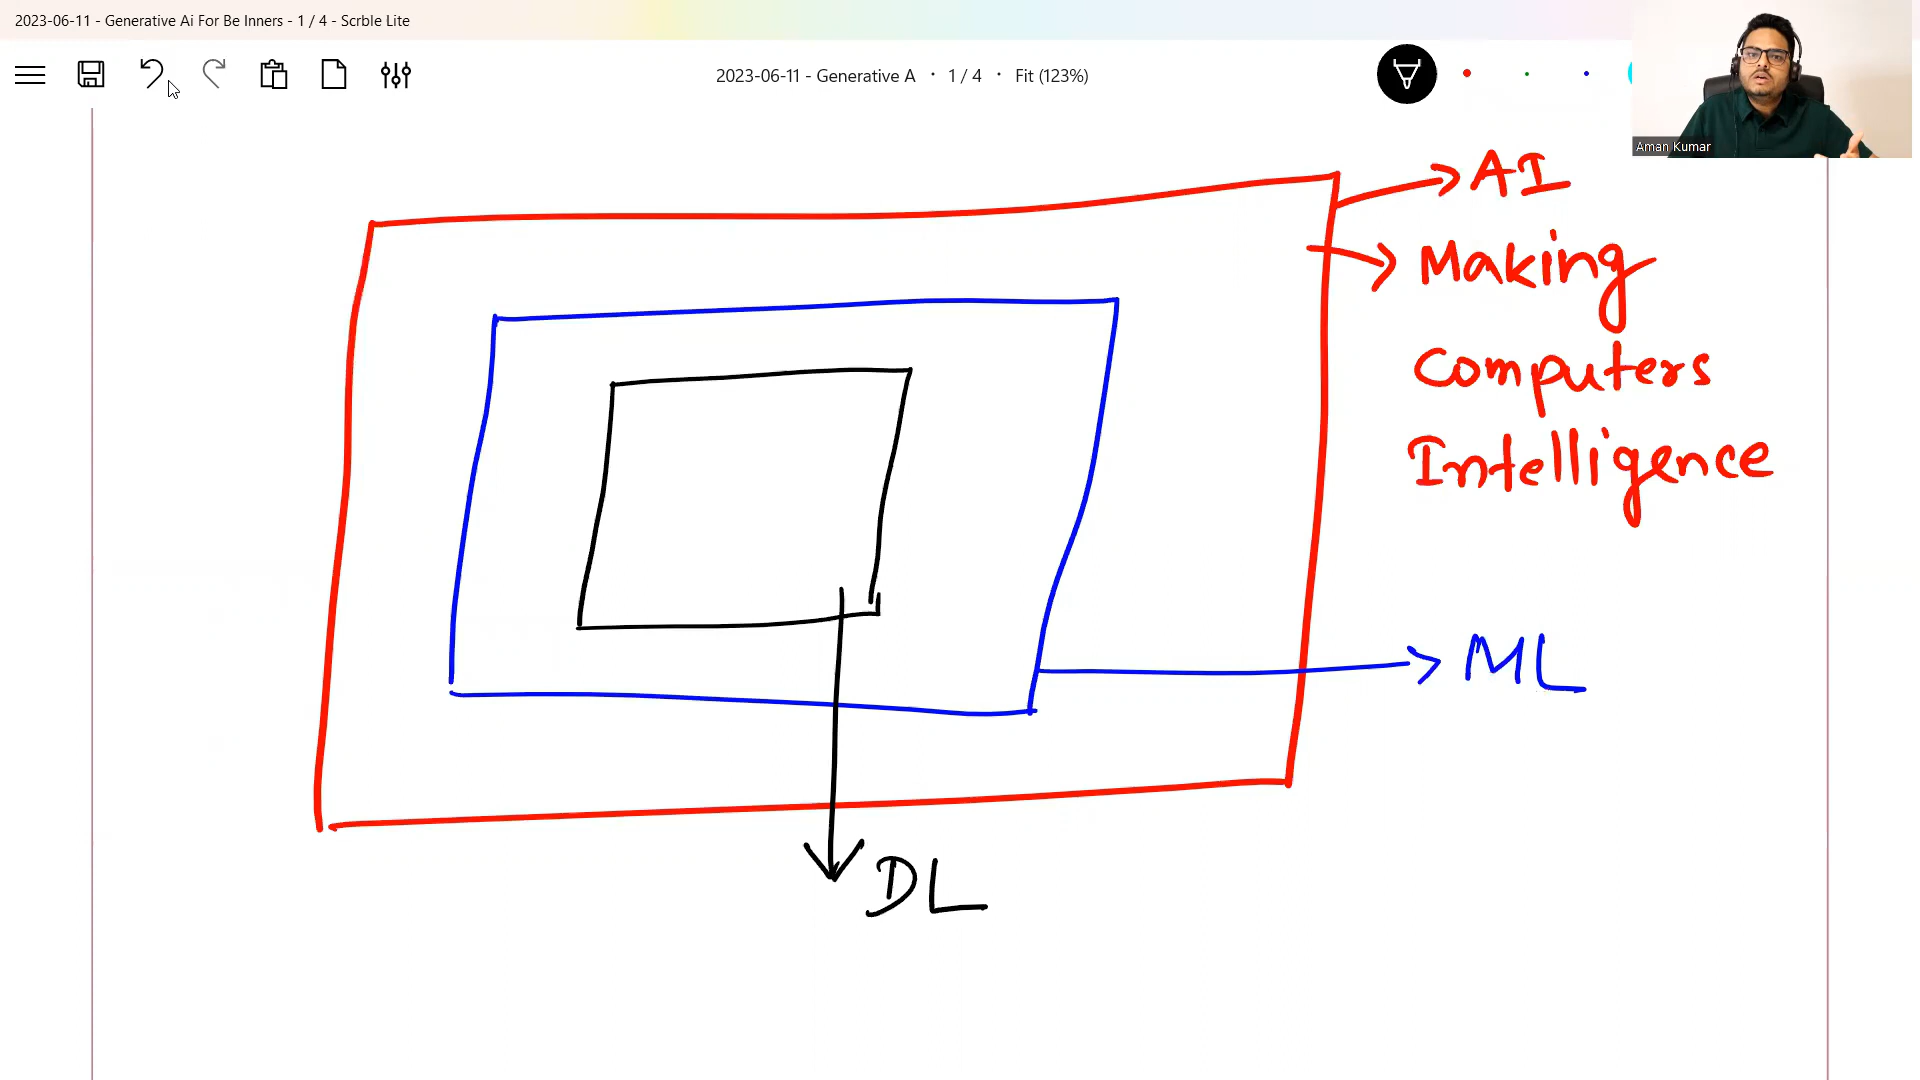 2023-06-11 - Generative Ai For Be Inners - 1 / 4 - Scrble Lite
2023-06-11 - Generative A • 1 / 4 • Fit (123%)
Aman Kumar
AI
Making
Computers
Intelligence
ML
DL